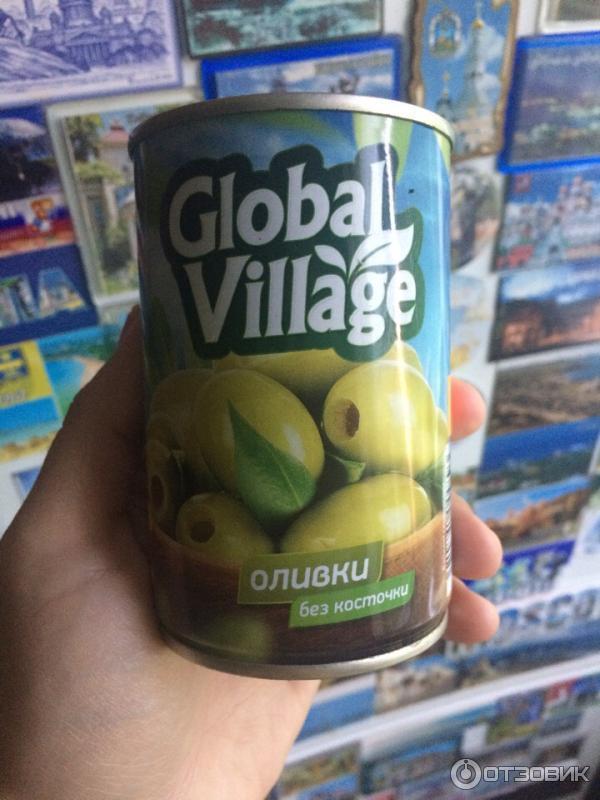 Global
Village
оливки
без косточки
ОТЗОВИК